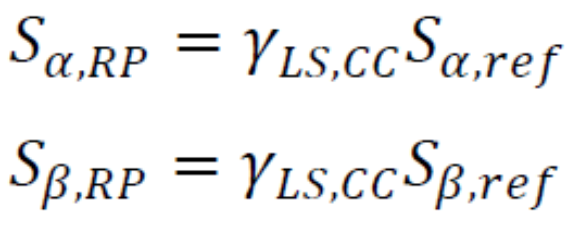 S_{α,RP} = γ_{LS,CC}S_{α,ref}
S_{β,RP} = γ_{LS,CC}S_{β,ref}